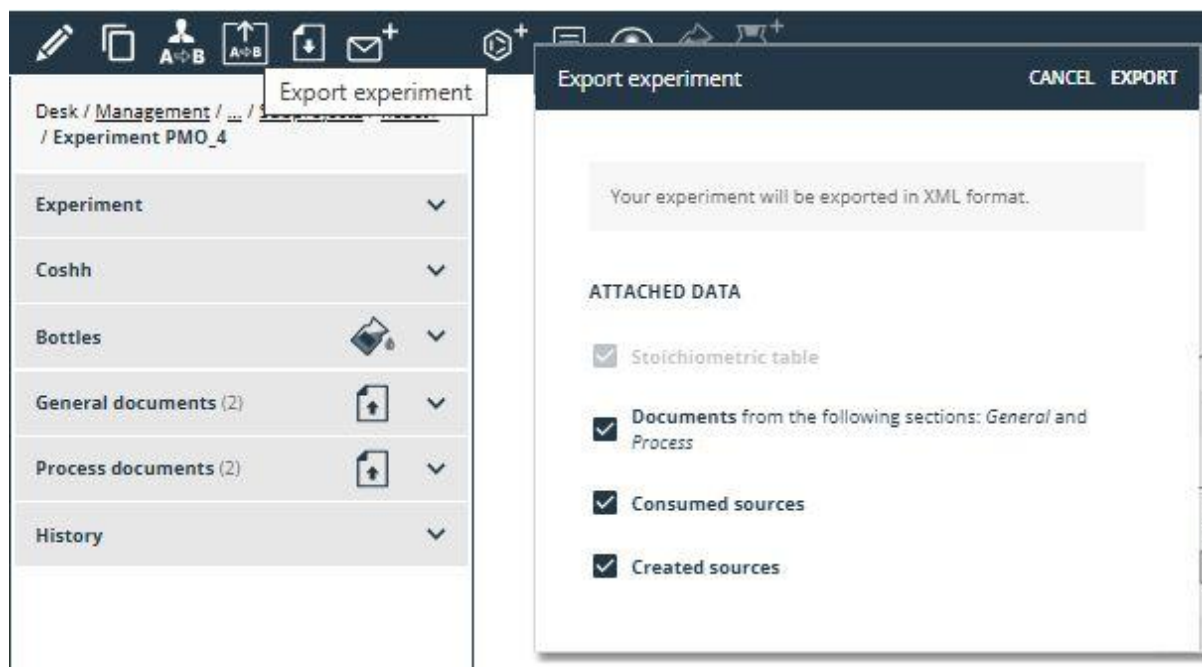 A⇨B
A⇨B
Export experiment
Desk / Management / ... /
/ Experiment PMO_4
Experiment
Coshh
Bottles
General documents (2)
Process documents (2)
History
Export experiment
CANCEL EXPORT
Your experiment will be exported in XML format.
ATTACHED DATA
Stoichiometric table
Documents from the following sections: General and
Process
Consumed sources
Created sources